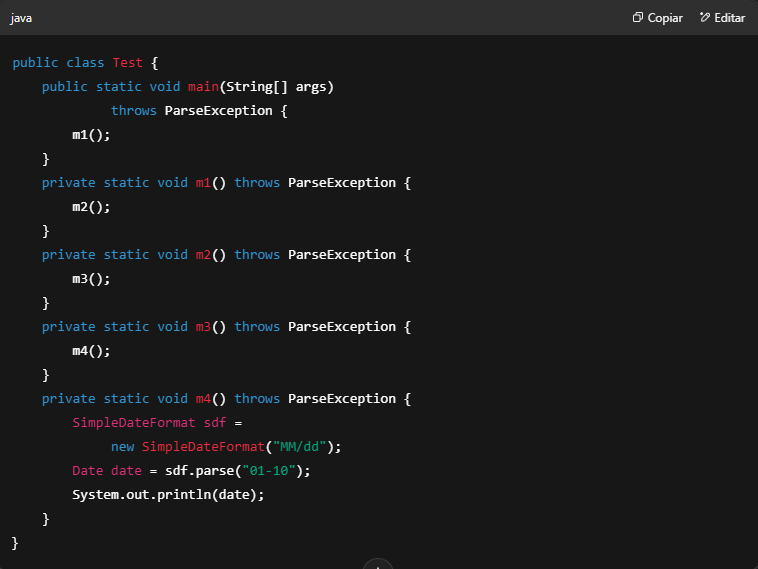 java
Copiar
Editar
public class Test {
    public static void main(String[] args)
            throws ParseException {
        m1();
    }
    private static void m1() throws ParseException {
        m2();
    }
    private static void m2() throws ParseException {
        m3();
    }
    private static void m3() throws ParseException {
        m4();
    }
    private static void m4() throws ParseException {
        SimpleDateFormat sdf =
             new SimpleDateFormat("MM/dd");
        Date date = sdf.parse("01-10");
        System.out.println(date);
    }
}